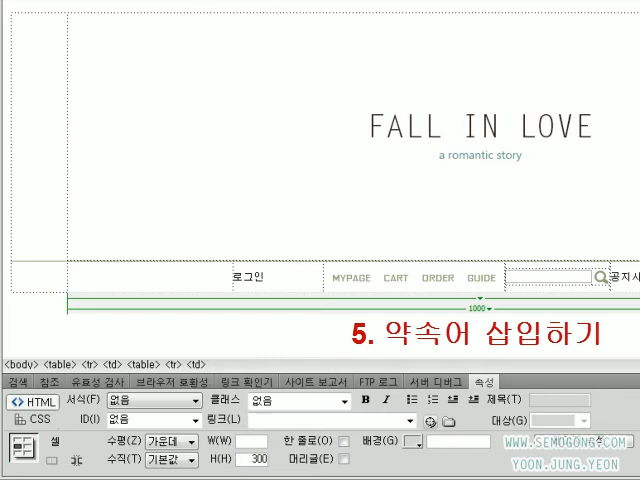 FALL IN LOVE
a romantic story
로그인 MYPAGE CART ORDER GUIDE 공지사
1000
5. 약속어 삽입하기
<body> <table> <tr> <td> <table> <tr> <td>
검색 참조 유효성 검사 브라우저 호환성 링크 확인기 사이트 보고서 FTP 로그 서버 디버그 속성
HTML 서식(F) 없음 클래스 없음 B I 제목(T)
CSS ID(I) 없음 링크(L) 대상(G)
셀 수평(Z) 가운데 W(W) 한 줄로(O) 배경(G)
수직(T) 기본값 H(H) 300 머리글(E)
WWW.SEMOGONG.COM
YOON.JUNG.YEON